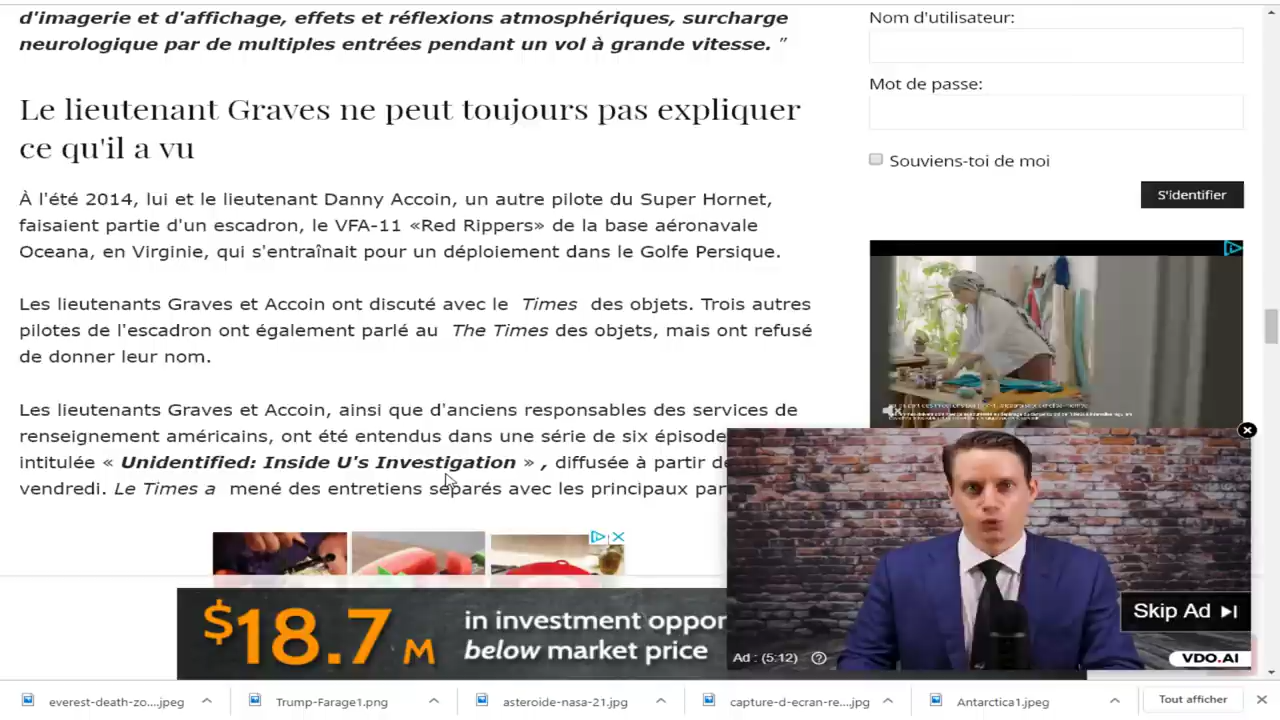 d'imagerie et d'affichage, effets et réflexions atmosphériques, surcharge
neurologique par de multiples entrées pendant un vol à grande vitesse. ”
Le lieutenant Graves ne peut toujours pas expliquer
ce qu'il a vu
À l'été 2014, lui et le lieutenant Danny Accoin, un autre pilote du Super Hornet,
faisaient partie d'un escadron, le VFA-11 «Red Rippers» de la base aéronavale
Oceana, en Virginie, qui s'entraînait pour un déploiement dans le Golfe Persique.
Les lieutenants Graves et Accoin ont discuté avec le Times des objets. Trois autres
pilotes de l'escadron ont également parlé au The Times des objets, mais ont refusé
de donner leur nom.
Les lieutenants Graves et Accoin, ainsi que d'anciens responsables des services de
renseignement américains, ont été entendus dans une série de six épisode
intitulée « Unidentified: Inside U's Investigation » , diffusée à partir de
vendredi. Le Times a mené des entretiens séparés avec les principaux par
Nom d'utilisateur:
Mot de passe:
Souviens-toi de moi
S'identifier
$18.7 M
in investment oppor
below market price
Skip Ad
Ad : (5:12)
VDO.AI
everest-death-zo....jpeg
Trump-Farage1.png
asteroide-nasa-21.jpg
capture-d-ecran-re....jpg
Antarctica1.jpeg
Tout afficher